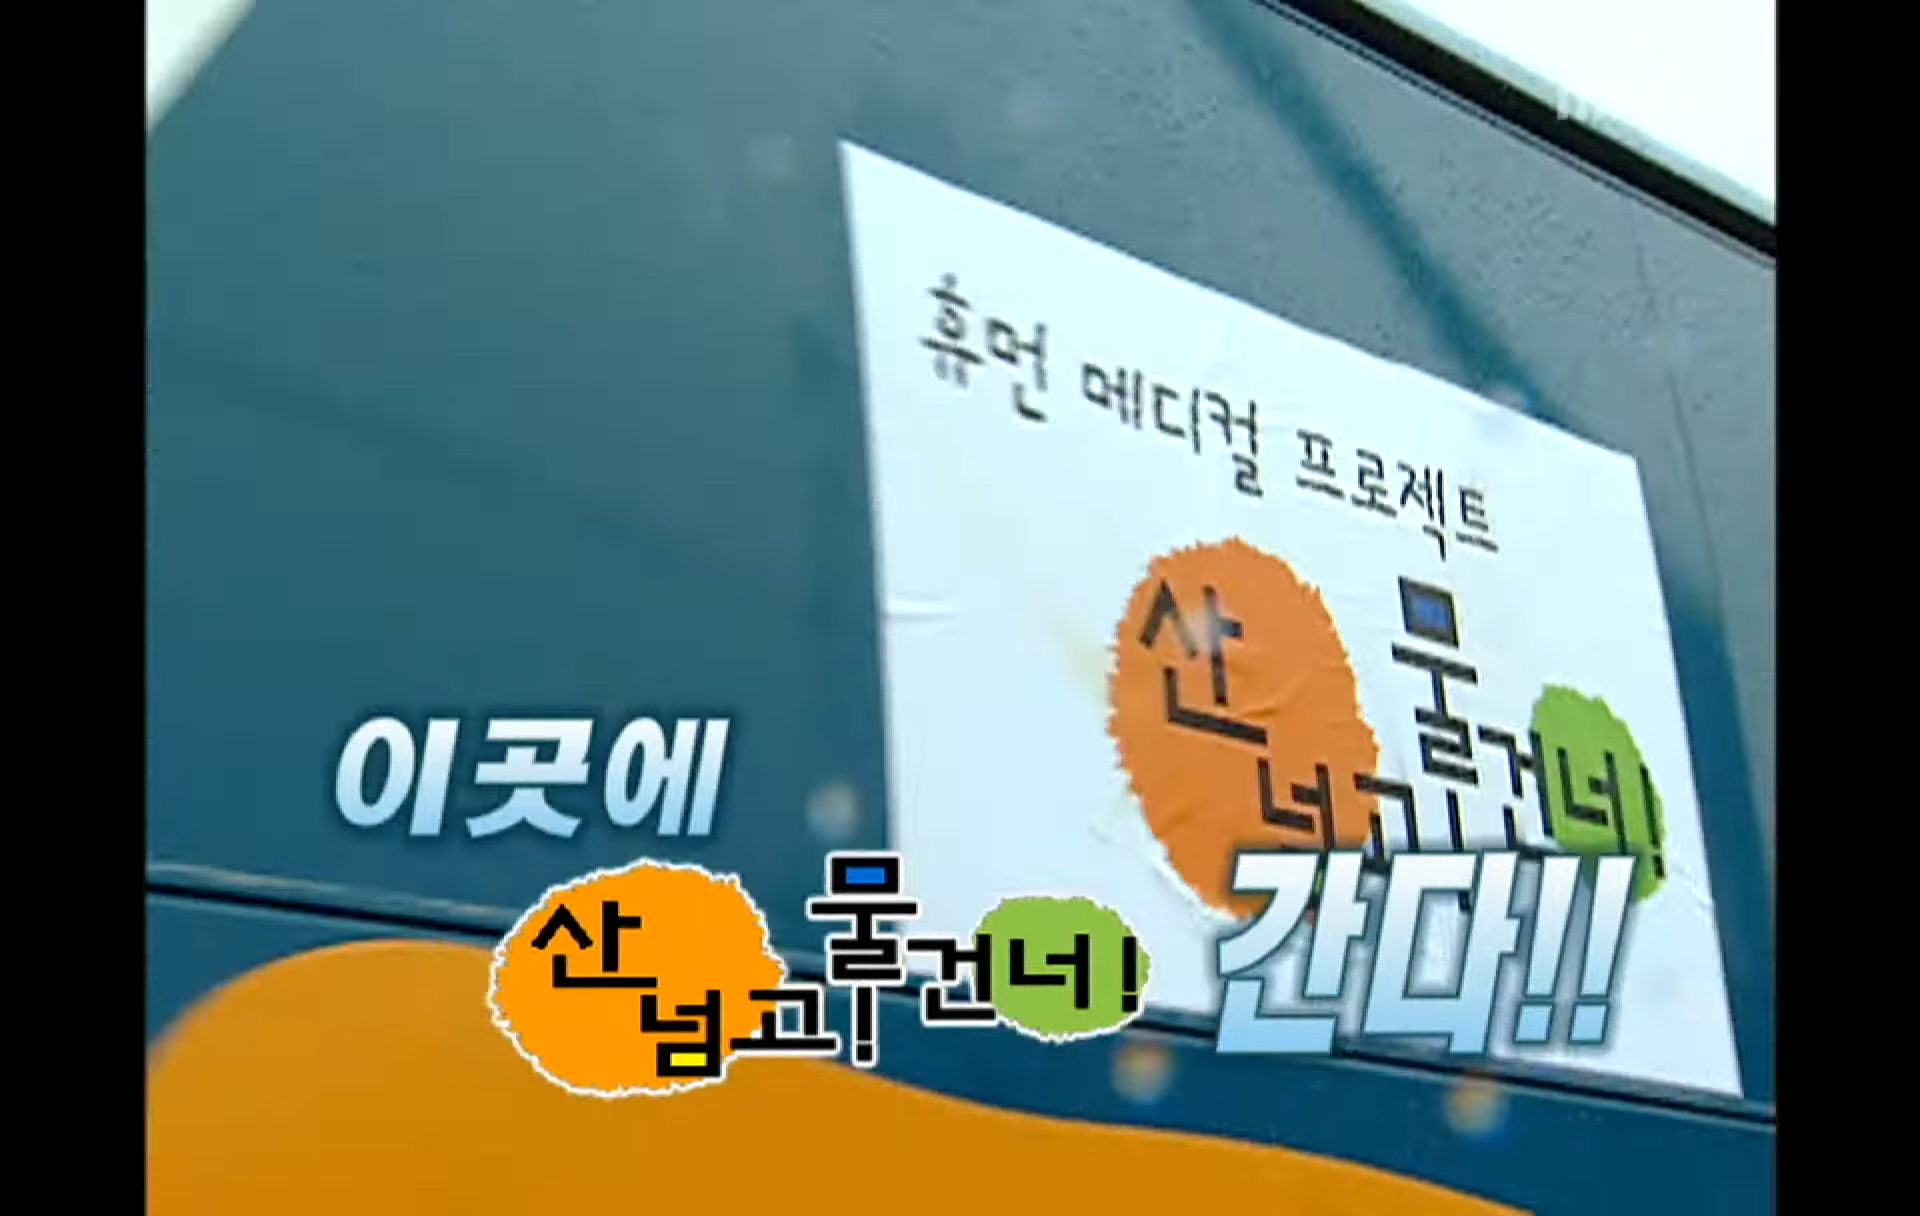 휴먼 메디컬 프로젝트
산 넘고! 물 건너!
이곳에
산 넘고! 물 건너! 간다!!